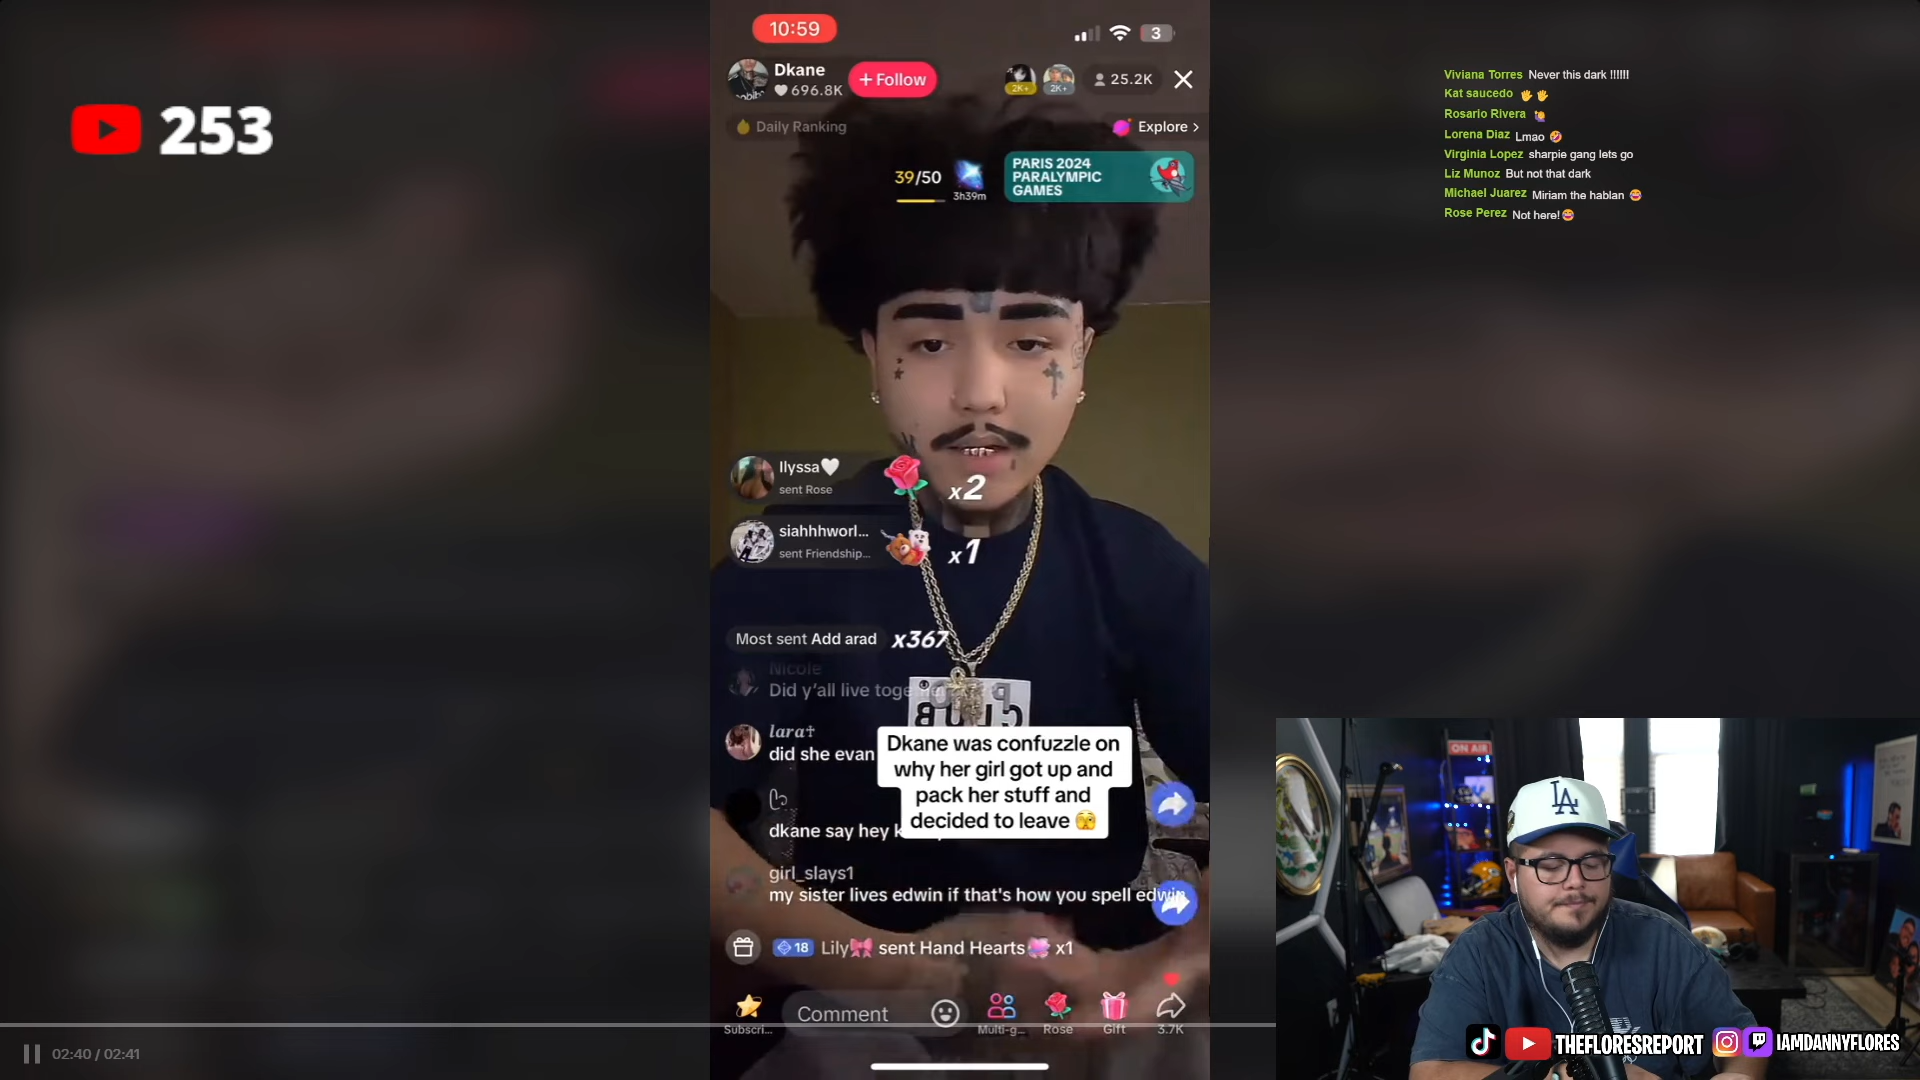 10:59
3
Dkane
696.8K
+ Follow
2K+
2K+
25.2K
Daily Ranking
Explore >
39/50
3h39m
PARIS 2024
PARALYMPIC
GAMES
253
Viviana Torres Never this dark !!!!!!
Kat saucedo
Rosario Rivera
Lorena Diaz Lmao 🤣
Virginia Lopez sharpie gang lets go
Liz Munoz But not that dark
Michael Juarez Miriam the hablan 😂
Rose Perez Not here!😂
Ilyssa🤍
sent Rose
x2
siahhhworl...
sent Friendship...
x1
Most sent Add arad x367
Nicole
Did y'all live together
lara†
did she evan
Dkane was confuzzle on
why her girl got up and
pack her stuff and
decided to leave 🫣
dkane say hey
girl_slays1
my sister lives edwin if that's how you spell edwin
18 Lily🎀 sent Hand Hearts x1
Subscri...
Comment
Multi-g...
Rose
Gift
3.7K
02:40 / 02:41
ON AIR
LA
THEFLORESREPORT
IAMDANNYFLORES